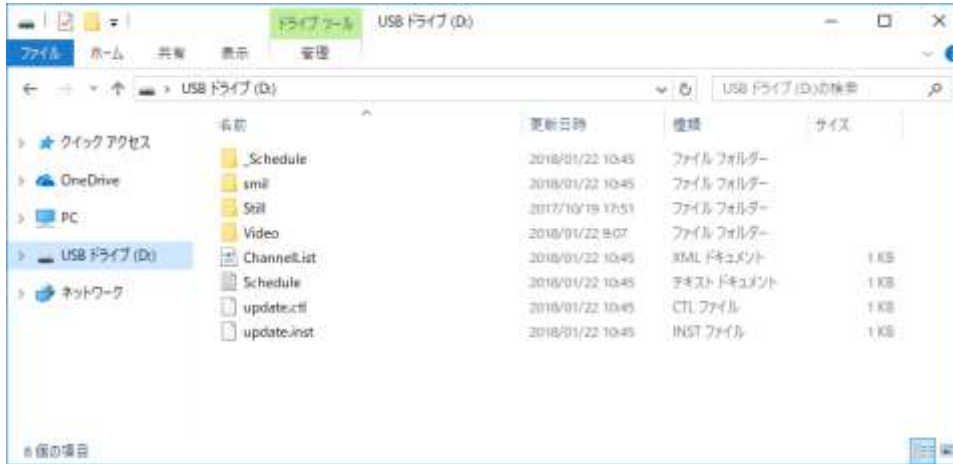 ドライブ ツール USB ドライブ (D:)
ファイル ホーム 共有 表示 管理
USB ドライブ (D:) USB ドライブ (D:)の検索
名前 更新日時 種類 サイズ
クイック アクセス
OneDrive
PC
USB ドライブ (D:)
ネットワーク
_Schedule 2018/01/22 10:45 ファイル フォルダー
smil 2018/01/22 10:45 ファイル フォルダー
Still 2017/10/19 17:51 ファイル フォルダー
Video 2018/01/22 9:07 ファイル フォルダー
ChannelList 2018/01/22 10:45 XML ドキュメント 1 KB
Schedule 2018/01/22 10:45 テキスト ドキュメント 1 KB
update.ctl 2018/01/22 10:45 CTL ファイル 1 KB
update.inst 2018/01/22 10:45 INST ファイル 1 KB
8 個の項目